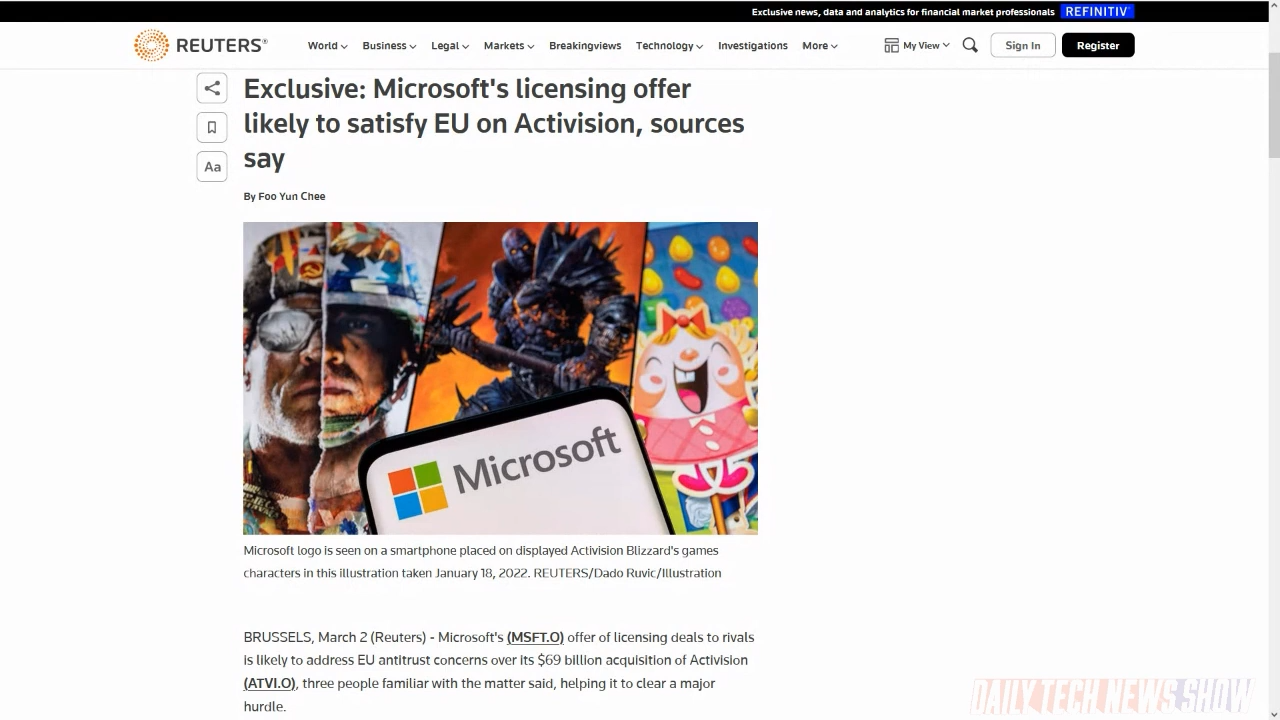 Exclusive news, data and analytics for financial market professionals REFINITIV
REUTERS®
World Business Legal Markets Breakingviews Technology Investigations More
My View
Sign In
Register
Exclusive: Microsoft's licensing offer
likely to satisfy EU on Activision, sources
say
Aa
By Foo Yun Chee
Microsoft
Microsoft logo is seen on a smartphone placed on displayed Activision Blizzard's games
characters in this illustration taken January 18, 2022. REUTERS/Dado Ruvic/Illustration
BRUSSELS, March 2 (Reuters) - Microsoft's (MSFT.O) offer of licensing deals to rivals
is likely to address EU antitrust concerns over its $69 billion acquisition of Activision
(ATVI.O), three people familiar with the matter said, helping it to clear a major
hurdle.
DAILY TECH NEWS SHOW